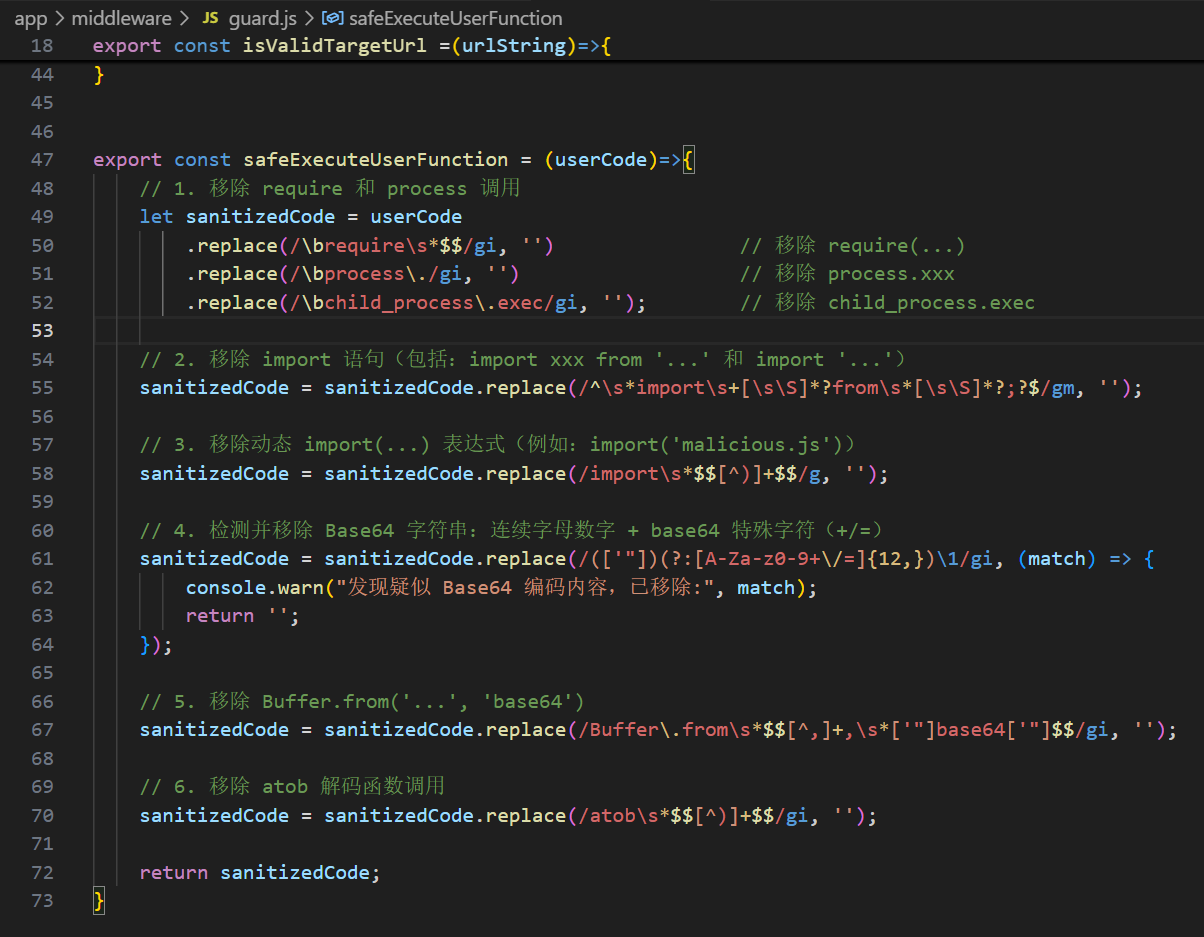 app > middleware > JS guard.js > safeExecuteUserFunction
18 export const isValidTargetUrl =(urlString)=>{
44 }
45
46
47 export const safeExecuteUserFunction = (userCode)=>{
48 // 1. 移除 require 和 process 调用
49 let sanitizedCode = userCode
50 .replace(/\brequire\s*$$/gi, '') // 移除 require(...)
51 .replace(/\bprocess\./gi, '') // 移除 process.xxx
52 .replace(/\bchild_process\.exec/gi, ''); // 移除 child_process.exec
53
54 // 2. 移除 import 语句（包括：import xxx from '...' 和 import '...'）
55 sanitizedCode = sanitizedCode.replace(/^\s*import\s+[\s\S]*?from\s*[\s\S]*?;?$/gm, '');
56
57 // 3. 移除动态 import(...) 表达式（例如：import('malicious.js')）
58 sanitizedCode = sanitizedCode.replace(/import\s*$$[^)]+$$/g, '');
59
60 // 4. 检测并移除 Base64 字符串：连续字母数字 + base64 特殊字符（+/=）
61 sanitizedCode = sanitizedCode.replace(/(['"])(?:[A-Za-z0-9+\/=]{12,})\1/gi, (match) => {
62 console.warn("发现疑似 Base64 编码内容，已移除:", match);
63 return '';
64 });
65
66 // 5. 移除 Buffer.from('...', 'base64')
67 sanitizedCode = sanitizedCode.replace(/Buffer\.from\s*$$[^,]+,\s*['"]base64['"]$$/gi, '');
68
69 // 6. 移除 atob 解码函数调用
70 sanitizedCode = sanitizedCode.replace(/atob\s*$$[^)]+$$/gi, '');
71
72 return sanitizedCode;
73 }